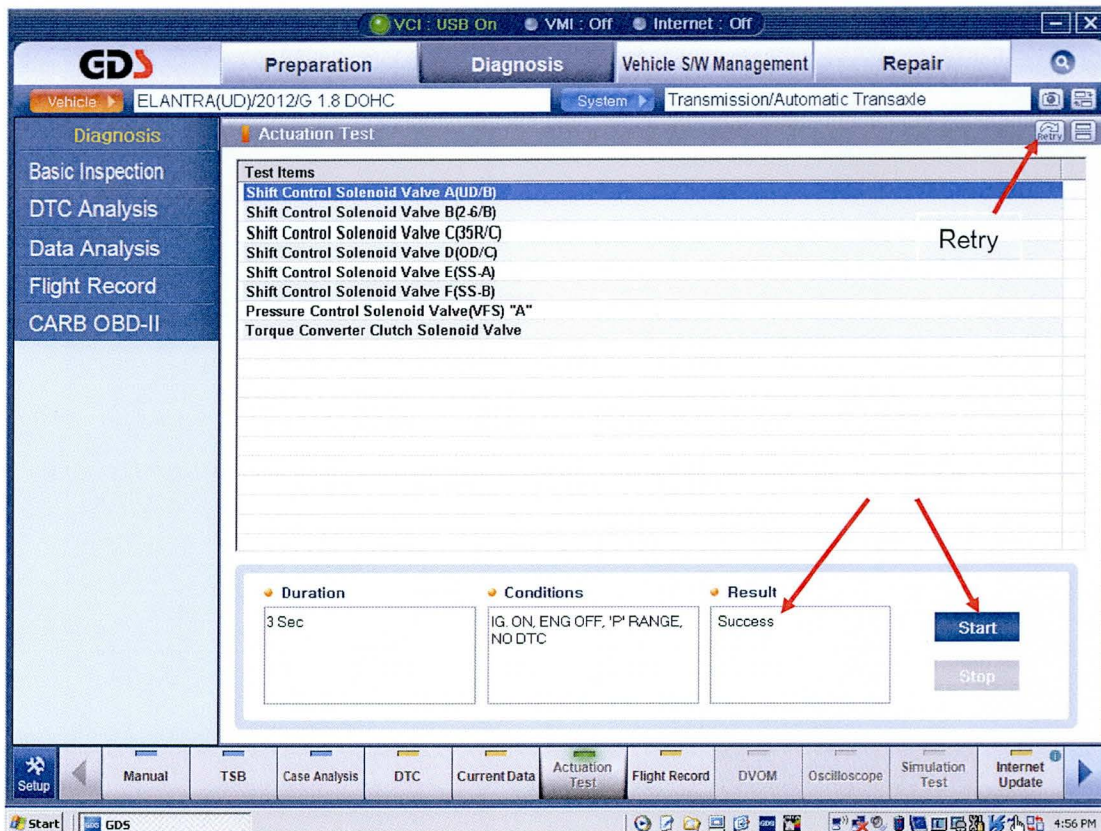 VCI : USB On VMI : Off Internet : Off
GDS Preparation Diagnosis Vehicle S/W Management Repair
Vehicle ELANTRA(UD)/2012/G 1.8 DOHC System Transmission/Automatic Transaxle
Diagnosis
Basic Inspection
DTC Analysis
Data Analysis
Flight Record
CARB OBD-II
Actuation Test Retry
Retry
Test Items
Shift Control Solenoid Valve A(UD/B)
Shift Control Solenoid Valve B(2-6/B)
Shift Control Solenoid Valve C(35R/C)
Shift Control Solenoid Valve D(OD/C)
Shift Control Solenoid Valve E(SS-A)
Shift Control Solenoid Valve F(SS-B)
Pressure Control Solenoid Valve(VFS) "A"
Torque Converter Clutch Solenoid Valve
Duration
3 Sec
Conditions
IG. ON, ENG OFF, 'P' RANGE,
NO DTC
Result
Success
Start
Stop
Setup Manual TSB Case Analysis DTC Current Data Actuation Test Flight Record DVOM Oscilloscope Simulation Test Internet Update
Start GDS 4:56 PM